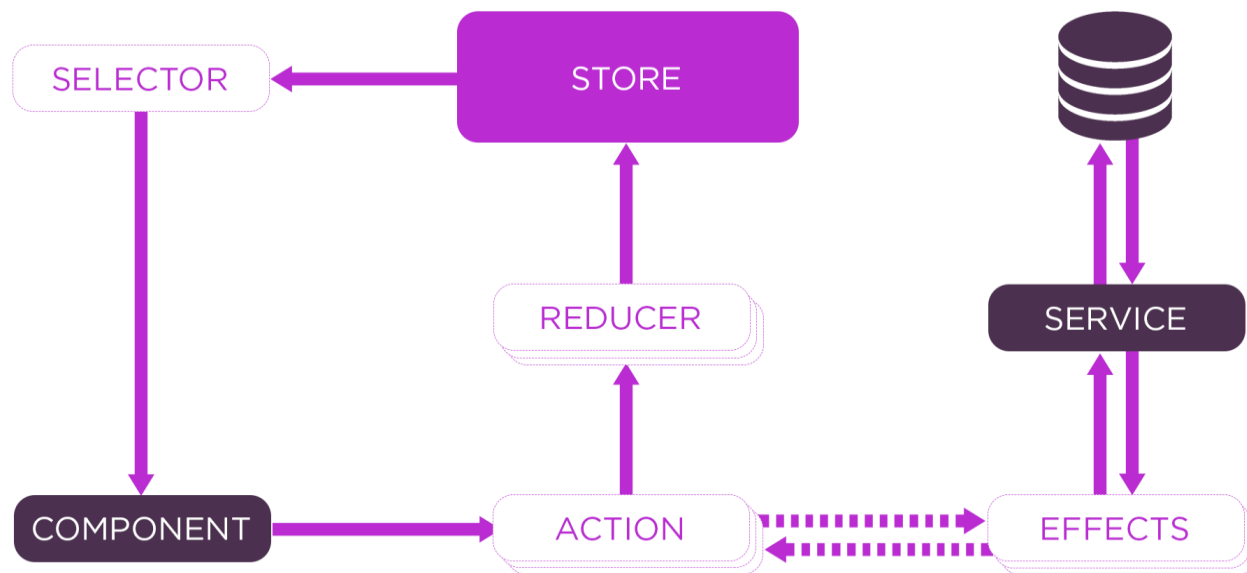 SELECTOR
STORE
REDUCER
SERVICE
COMPONENT
ACTION
EFFECTS